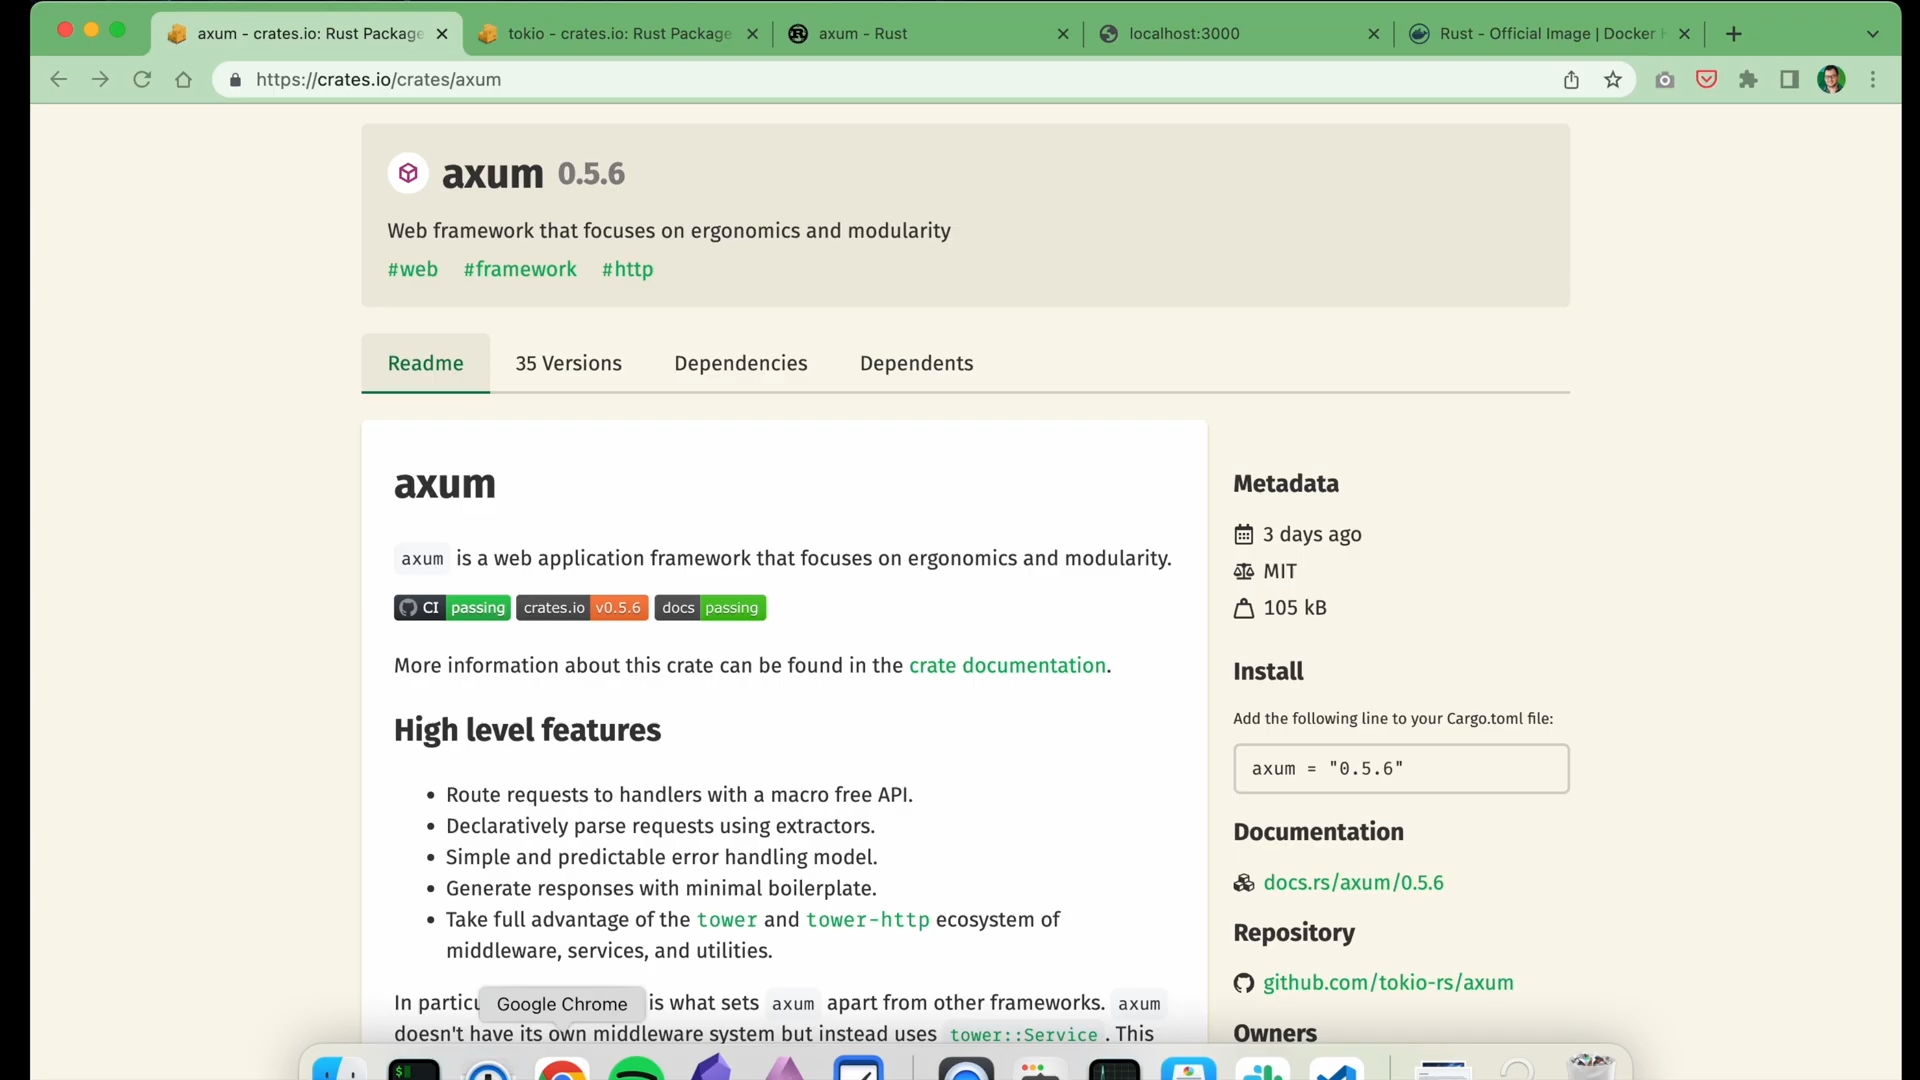 axum - crates.io: Rust Package
tokio - crates.io: Rust Package
axum - Rust
localhost:3000
Rust - Official Image | Docker H
https://crates.io/crates/axum
axum 0.5.6
Web framework that focuses on ergonomics and modularity
#web #framework #http
Readme
35 Versions
Dependencies
Dependents
axum
axum is a web application framework that focuses on ergonomics and modularity.
CI passing crates.io v0.5.6 docs passing
More information about this crate can be found in the crate documentation.
High level features
• Route requests to handlers with a macro free API.
• Declaratively parse requests using extractors.
• Simple and predictable error handling model.
• Generate responses with minimal boilerplate.
• Take full advantage of the tower and tower-http ecosystem of
middleware, services, and utilities.
In particu
is what sets axum apart from other frameworks. axum
doesn't have its own middleware system but instead uses tower::Service. This
Metadata
3 days ago
MIT
105 kB
Install
Add the following line to your Cargo.toml file:
axum = "0.5.6"
Documentation
docs.rs/axum/0.5.6
Repository
github.com/tokio-rs/axum
Owners
Google Chrome
$